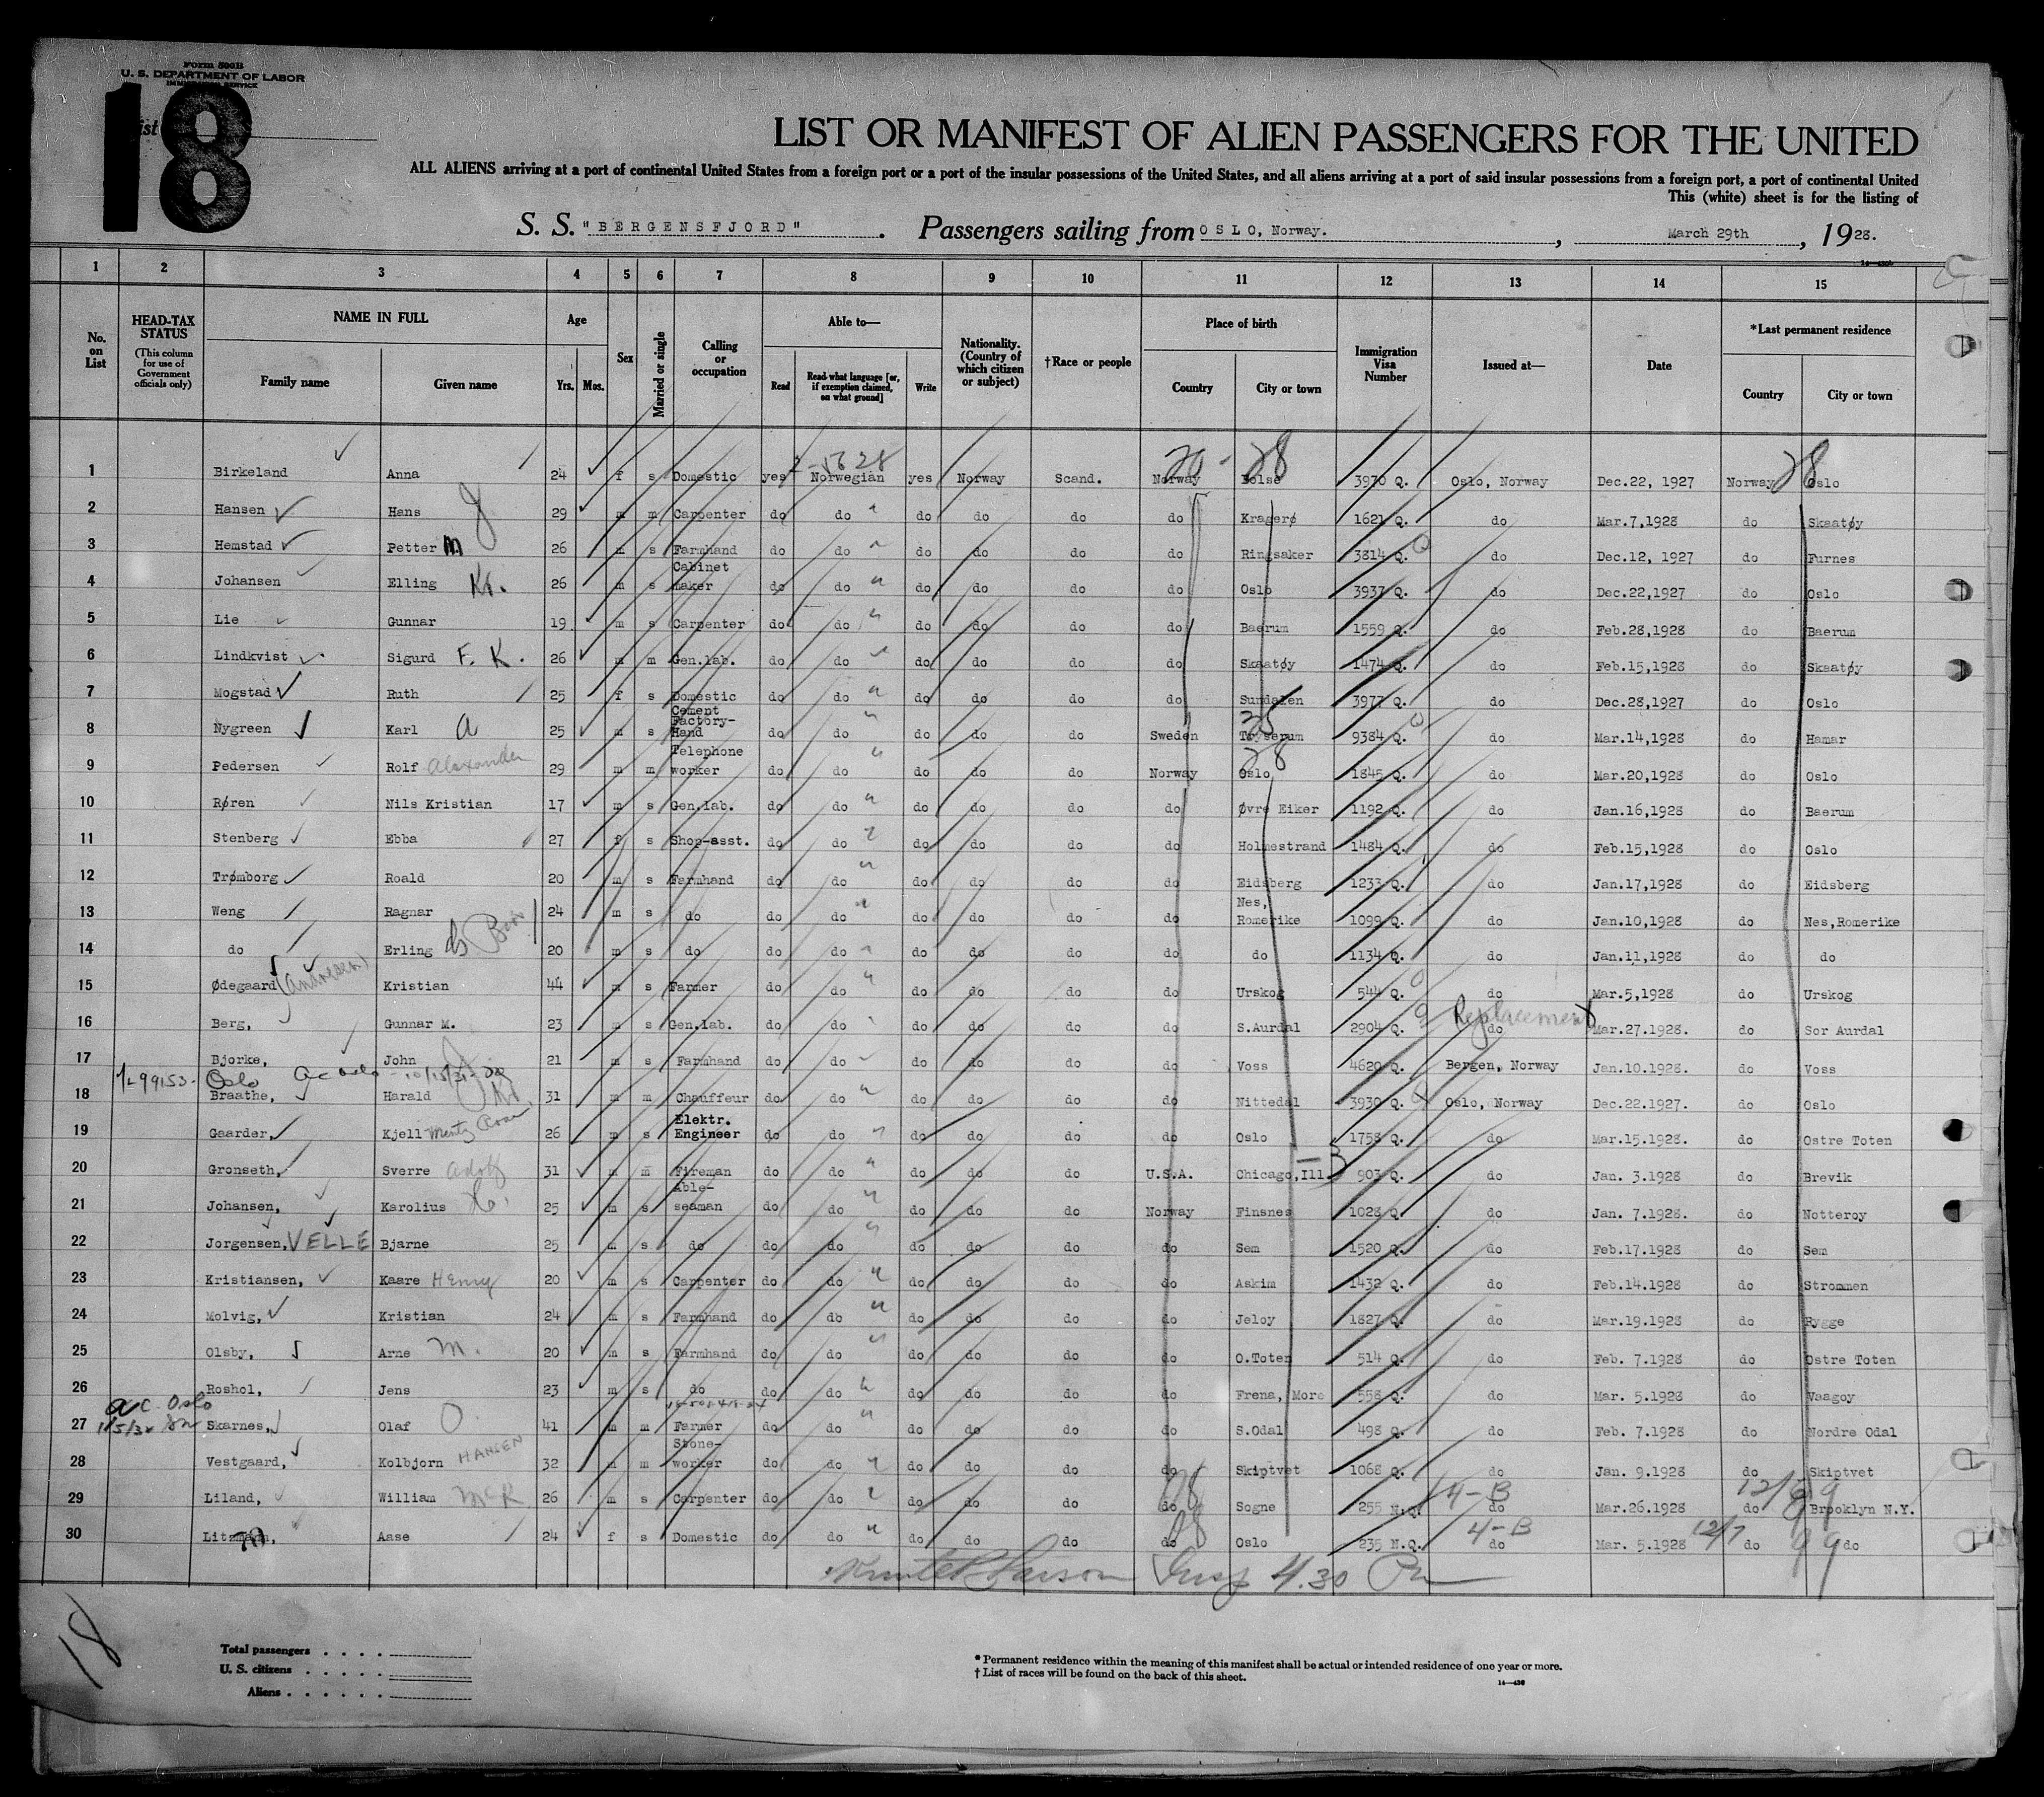 Form 500B
U. S. DEPARTMENT OF LABOR
IMMIGRATION SERVICE
18
List
LIST OR MANIFEST OF ALIEN PASSENGERS FOR THE UNITED
ALL ALIENS arriving at a port of continental United States from a foreign port or a port of the insular possessions of the United States, and all aliens arriving at a port of said insular possessions from a foreign port, a port of continental United
This (white) sheet is for the listing of
S. S. "BERGENSFJORD" . Passengers sailing from OSLO, Norway. , March 29th , 1928.
1 2 3 4 5 6 7 8 9 10 11 12 13 14 15
No. on List
HEAD-TAX STATUS (This column for use of Government officials only)
NAME IN FULL Family name Given name
Age Yrs. Mos.
Sex
Married or single
Calling or occupation
Able to— Read Read what language [or, if exemption claimed, on what ground] Write
Nationality. (Country of which citizen or subject)
†Race or people
Place of birth Country City or town
Immigration Visa Number
Issued at—
Date
*Last permanent residence Country City or town
20 - 28 28
1 Birkeland Anna 24 f s Domestic yes Norwegian yes Norway Scand. Norway Bolsø 3970 Q. Oslo, Norway Dec.22, 1927 Norway Oslo
2 Hansen Hans J 29 m m Carpenter do do do do do do Kragerø 1621 Q. do Mar.7,1928 do Skaatøy
3 Hemstad Petter M 26 m s Farmhand do do do do do do Ringsaker 3814 Q. do Dec.12, 1927 do Furnes
4 Johansen Elling Kr. 26 m s Cabinet maker do do do do do do Oslo 3937 Q. do Dec.22,1927 do Oslo
5 Lie Gunnar 19 m s Carpenter do do do do do do Baerum 1559 Q. do Feb.28,1928 do Baerum
6 Lindkvist Sigurd F. K. 26 m m Gen.lab. do do do do do do Skaatøy 1474 Q. do Feb.15,1928 do Skaatøy
7 Mogstad Ruth 25 f s Domestic do do do do do do Sundalen 3977 Q. do Dec.28,1927 do Oslo
8 Nygreen Karl A 25 m s Cement Factory-Hand do do do do do Sweden Tryserum 9384 Q. do Mar.14,1928 do Hamar
9 Pedersen Rolf Alexander 29 m m Telephone worker do do do do do Norway Oslo 1845 Q. do Mar.20,1928 do Oslo
10 Røren Nils Kristian 17 m s Gen.lab. do do do do do do Øvre Eiker 1192 Q. do Jan.16,1928 do Baerum
11 Stenberg Ebba 27 f s Shop-asst. do do do do do do Holmestrand 1484 Q. do Feb.15,1928 do Oslo
12 Trømborg Roald 20 m s Farmhand do do do do do do Eidsberg 1233 Q. do Jan.17,1928 do Eidsberg
13 Weng Ragnar 24 m s do do do do do do do Nes, Romerike 1099 Q. do Jan.10,1928 do Nes,Romerike
14 do Erling 20 m s do do do do do do do do 1134 Q. do Jan.11,1928 do do
15 Ødegaard (Andresen) Kristian 44 m s Farmer do do do do do do Urskog 544 Q. do Mar.5,1928 do Urskog
16 Berg, Gunnar M. 23 m s Gen.lab. do do do do do do S.Aurdal 2904 Q. Replacement do Mar.27.1928. do Sor Aurdal
17 Bjorke, John 21 m s Farmhand do do do do do do Voss 4620 Q. Bergen, Norway Jan.10.1928. do Voss
18 Braathe, Harald Kr. 31 m m Chauffeur do do do do do do Nittedal 3930 Q. Oslo, Norway Dec.22.1927. do Oslo
19 Gaarder, Kjell 26 m s Elektr. Engineer do do do do do do Oslo 1758 Q. do Mar.15.1928. do Ostre Toten
20 Gronseth, Sverre Adolf 31 m m Fireman do do do do do U.S.A. Chicago,Ill. 903 Q. do Jan. 3.1928 do Brevik
21 Johansen, Karolius 25 m s Able-seaman do do do do do Norway Finsnes 1028 Q. do Jan. 7.1928. do Notteroy
22 Jorgensen, VELLE Bjarne 25 m s do do do do do do do Sem 1520 Q. do Feb.17.1928 do Sem
23 Kristiansen, Kaare Henry 20 m s Carpenter do do do do do do Askim 1432 Q. do Feb.14.1928 do Strommen
24 Molvig, Kristian 24 m s Farmhand do do do do do do Jeloy 1827 Q. do Mar.19.1928 do Rygge
25 Olsby, Arne M. 20 m s Farmhand do do do do do do O.Toten 514 Q. do Feb. 7.1928 do Ostre Toten
26 Roshol, Jens 23 m s do do do do do do do Frena, More 558 Q. do Mar. 5.1928 do Vaagoy
27 Skarnes, Olaf O. 41 m m Farmer do do do do do do S.Odal 498 Q. do Feb. 7.1928 do Nordre Odal
28 Vestgaard, Kolbjorn HANSEN 32 m m Stone-worker do do do do do do Skiptvet 1068 Q. do Jan. 9.1928 do Skiptvet
29 Liland, William 26 m s Carpenter do do do do do do Sogne 255 N.Q. 4-B do Mar.26.1928 do Brooklyn N.Y.
30 Aase 24 f s Domestic do do do do do do Oslo 235 N.Q. 4-B do Mar. 5.1928 do do
Insp 4.30 Pm
18
Total passengers . . . .
U. S. citizens . . . . .
Aliens . . . . . .
* Permanent residence within the meaning of this manifest shall be actual or intended residence of one year or more.
† List of races will be found on the back of this sheet.
14—430